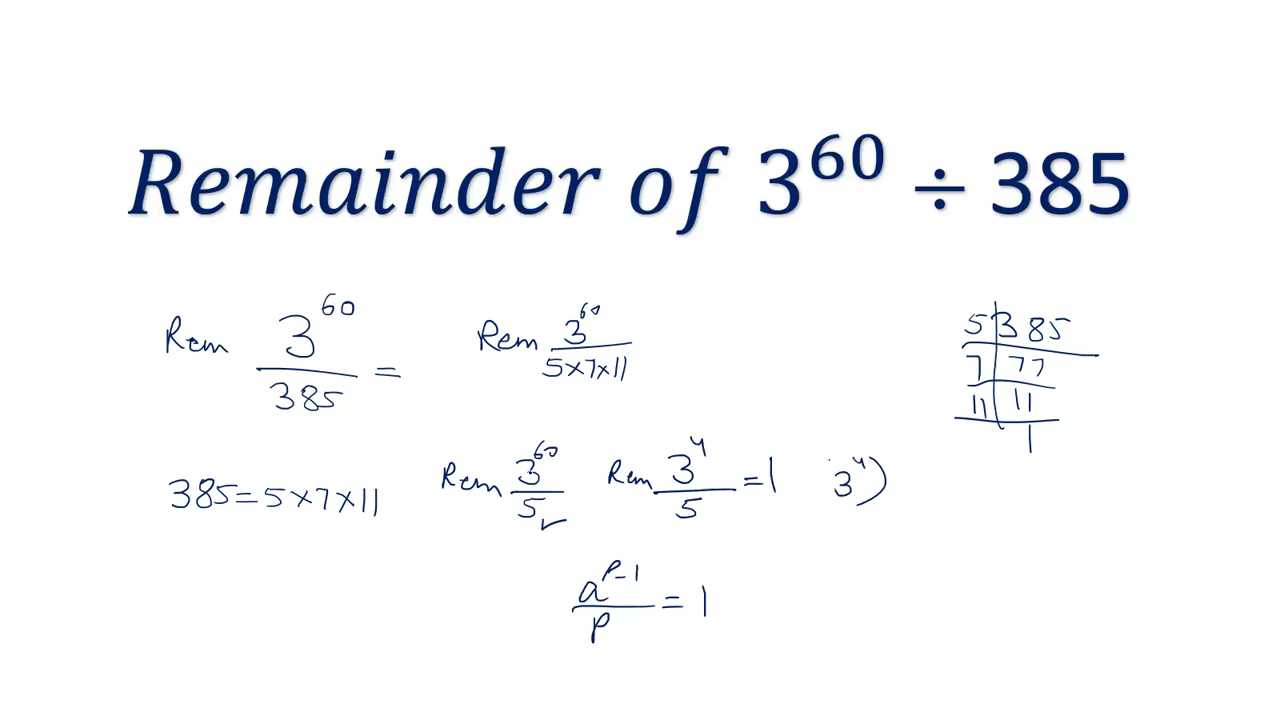 Remainder of 3^60 ÷ 385
Rem 3^60/385 =
Rem 3^60/5×7×11
5 | 385
7 | 77
11 | 11
1
385 = 5×7×11
Rem 3^60/5
Rem 3^4/5 = 1
3^4)
a^p-1/p = 1